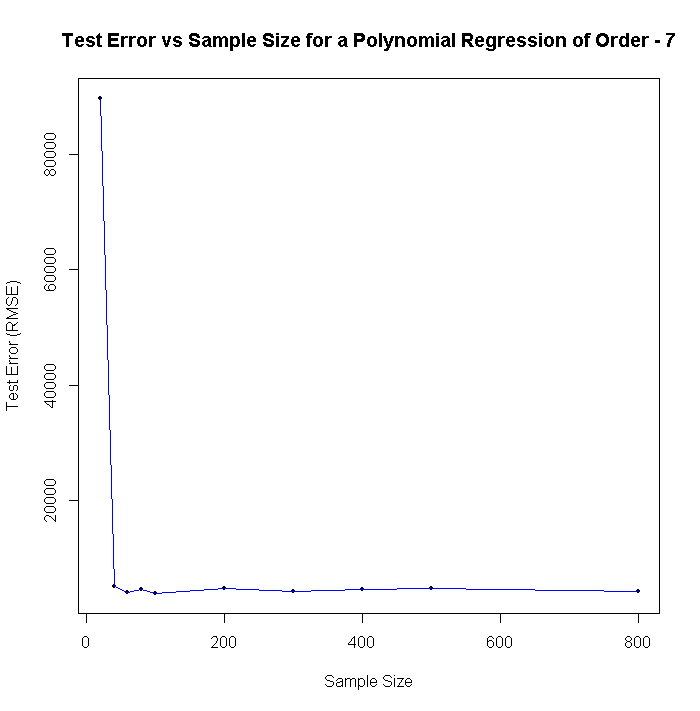 Test Error vs Sample Size for a Polynomial Regression of Order - 7
Test Error (RMSE)
80000
60000
40000
20000
0 200 400 600 800
Sample Size